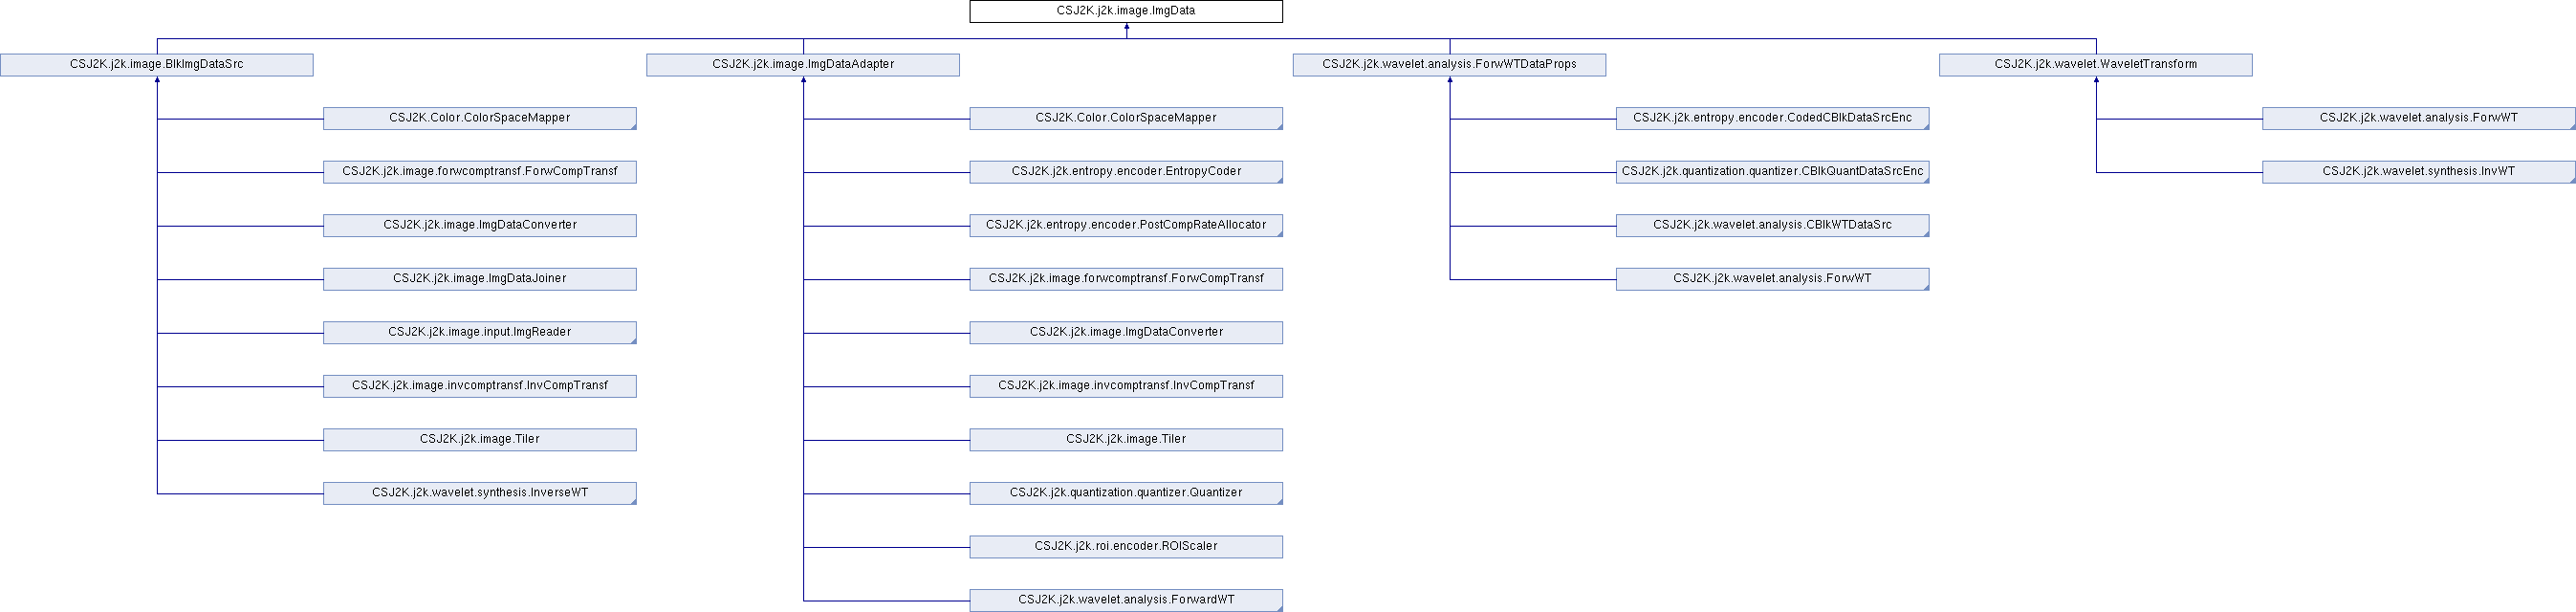 CSJ2K.j2k.image.ImgData
CSJ2K.j2k.image.BlkImgDataSrc
CSJ2K.j2k.image.ImgDataAdapter
CSJ2K.j2k.wavelet.analysis.ForwWTDataProps
CSJ2K.j2k.wavelet.WaveletTransform
CSJ2K.Color.ColorSpaceMapper
CSJ2K.Color.ColorSpaceMapper
CSJ2K.j2k.entropy.encoder.CodedCBlkDataSrcEnc
CSJ2K.j2k.wavelet.analysis.ForwWT
CSJ2K.j2k.image.forwcomptransf.ForwCompTransf
CSJ2K.j2k.entropy.encoder.EntropyCoder
CSJ2K.j2k.quantization.quantizer.CBlkQuantDataSrcEnc
CSJ2K.j2k.wavelet.synthesis.InvWT
CSJ2K.j2k.image.ImgDataConverter
CSJ2K.j2k.entropy.encoder.PostCompRateAllocator
CSJ2K.j2k.wavelet.analysis.CBlkWTDataSrc
CSJ2K.j2k.image.ImgDataJoiner
CSJ2K.j2k.image.forwcomptransf.ForwCompTransf
CSJ2K.j2k.wavelet.analysis.ForwWT
CSJ2K.j2k.image.input.ImgReader
CSJ2K.j2k.image.ImgDataConverter
CSJ2K.j2k.image.invcomptransf.InvCompTransf
CSJ2K.j2k.image.invcomptransf.InvCompTransf
CSJ2K.j2k.image.Tiler
CSJ2K.j2k.image.Tiler
CSJ2K.j2k.wavelet.synthesis.InverseWT
CSJ2K.j2k.quantization.quantizer.Quantizer
CSJ2K.j2k.roi.encoder.ROIScaler
CSJ2K.j2k.wavelet.analysis.ForwardWT